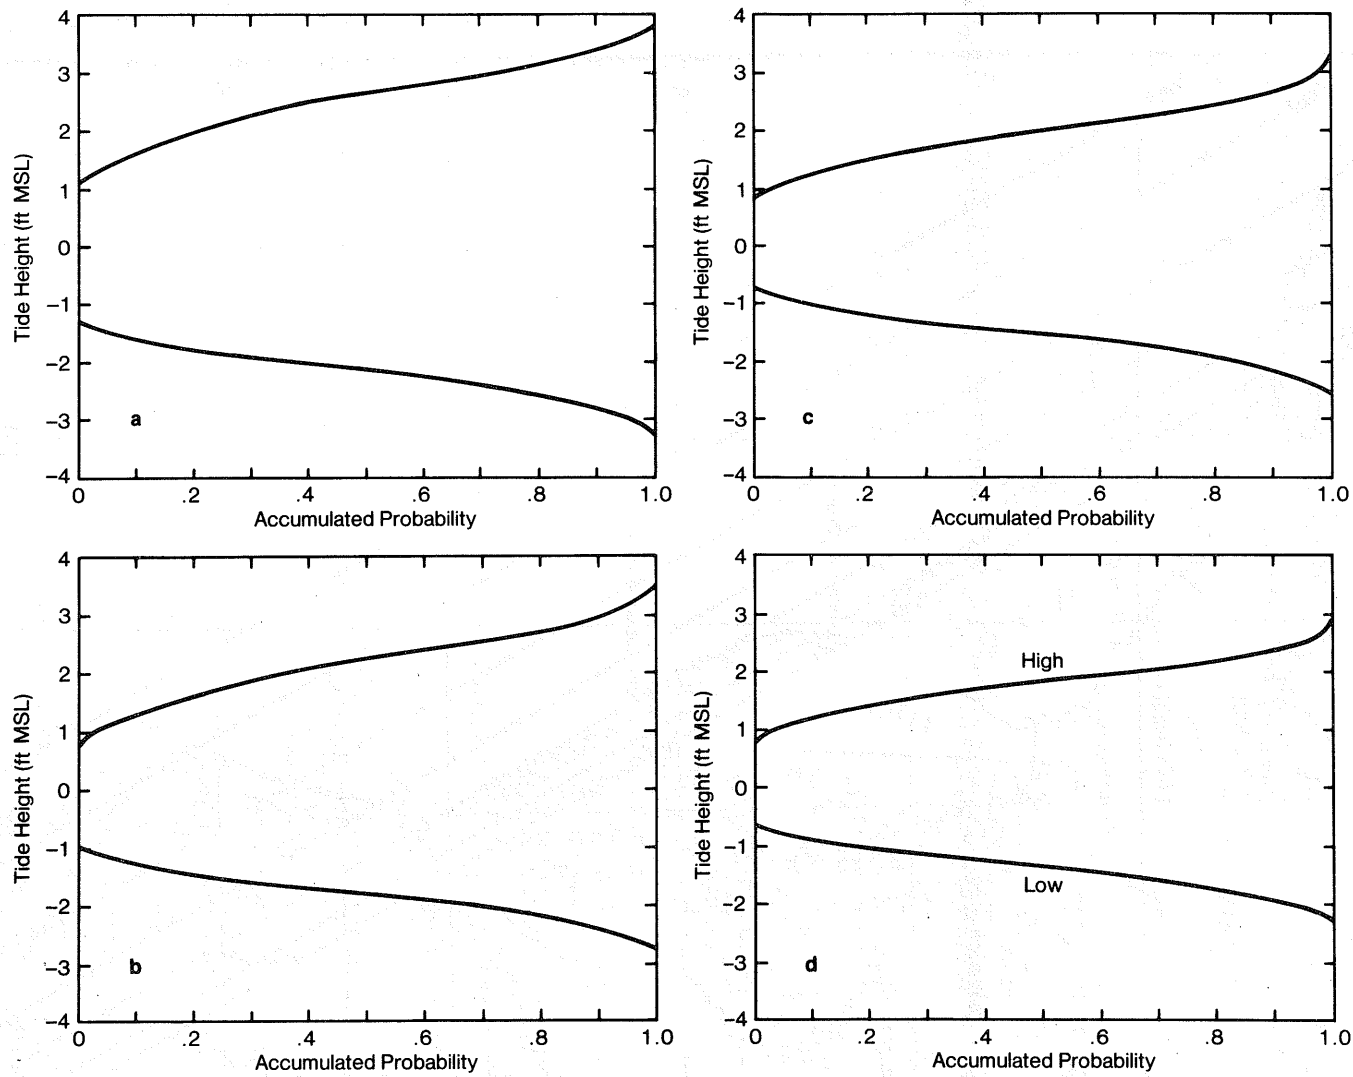 4
3
2
1
0
−1
−2
−3
−4
Tide Height (ft MSL)
a
0 .2 .4 .6 .8 1.0
Accumulated Probability
4
3
2
1
0
−1
−2
−3
−4
Tide Height (ft MSL)
c
0 .2 .4 .6 .8 1.0
Accumulated Probability
4
3
2
1
0
−1
−2
−3
−4
Tide Height (ft MSL)
b
0 .2 .4 .6 .8 1.0
Accumulated Probability
4
3
2
1
0
−1
−2
−3
−4
Tide Height (ft MSL)
High
Low
d
0 .2 .4 .6 .8 1.0
Accumulated Probability